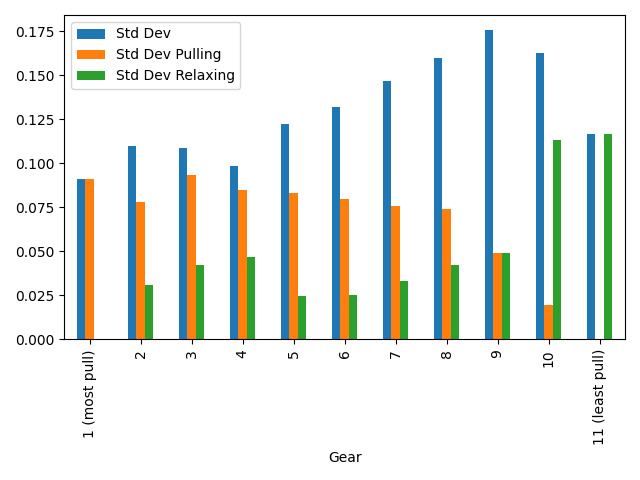 Std Dev
Std Dev Pulling
Std Dev Relaxing
0.175
0.150
0.125
0.100
0.075
0.050
0.025
0.000
1 (most pull)
2
3
4
5
6
7
8
9
10
11 (least pull)
Gear